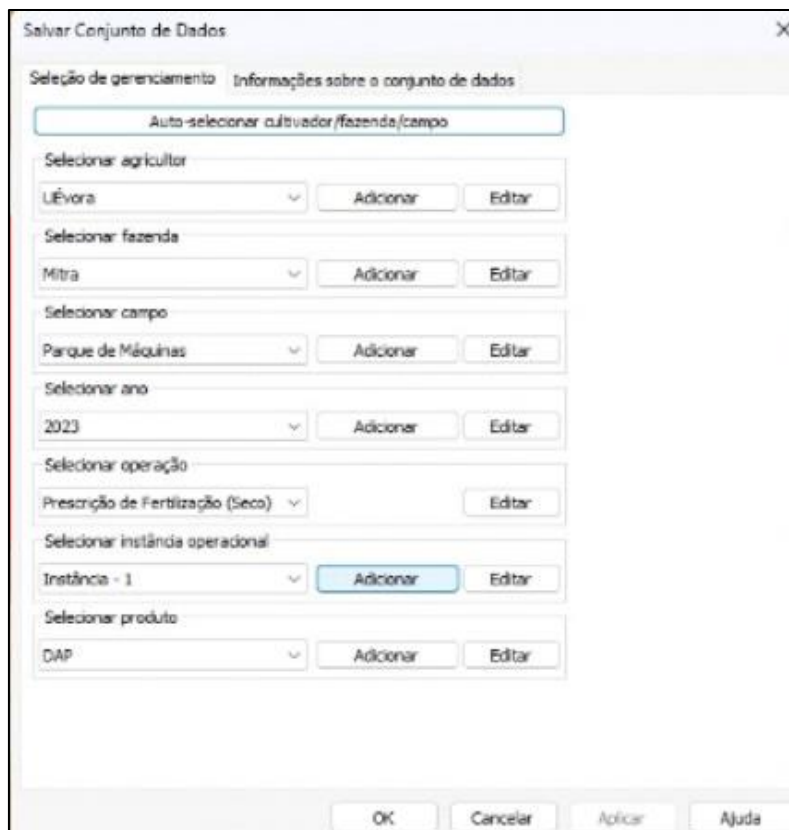 Salvar Conjunto de Dados
Seleção de gerenciamento Informações sobre o conjunto de dados
Auto-selecionar cultivador/fazenda/campo
Selecionar agricultor
UÉvora Adicionar Editar
Selecionar fazenda
Mitra Adicionar Editar
Selecionar campo
Parque de Máquinas Adicionar Editar
Selecionar ano
2023 Adicionar Editar
Selecionar operação
Prescrição de Fertilização (Seco) Editar
Selecionar instância operacional
Instância - 1 Adicionar Editar
Selecionar produto
DAP Adicionar Editar
OK Cancelar Aplicar Ajuda